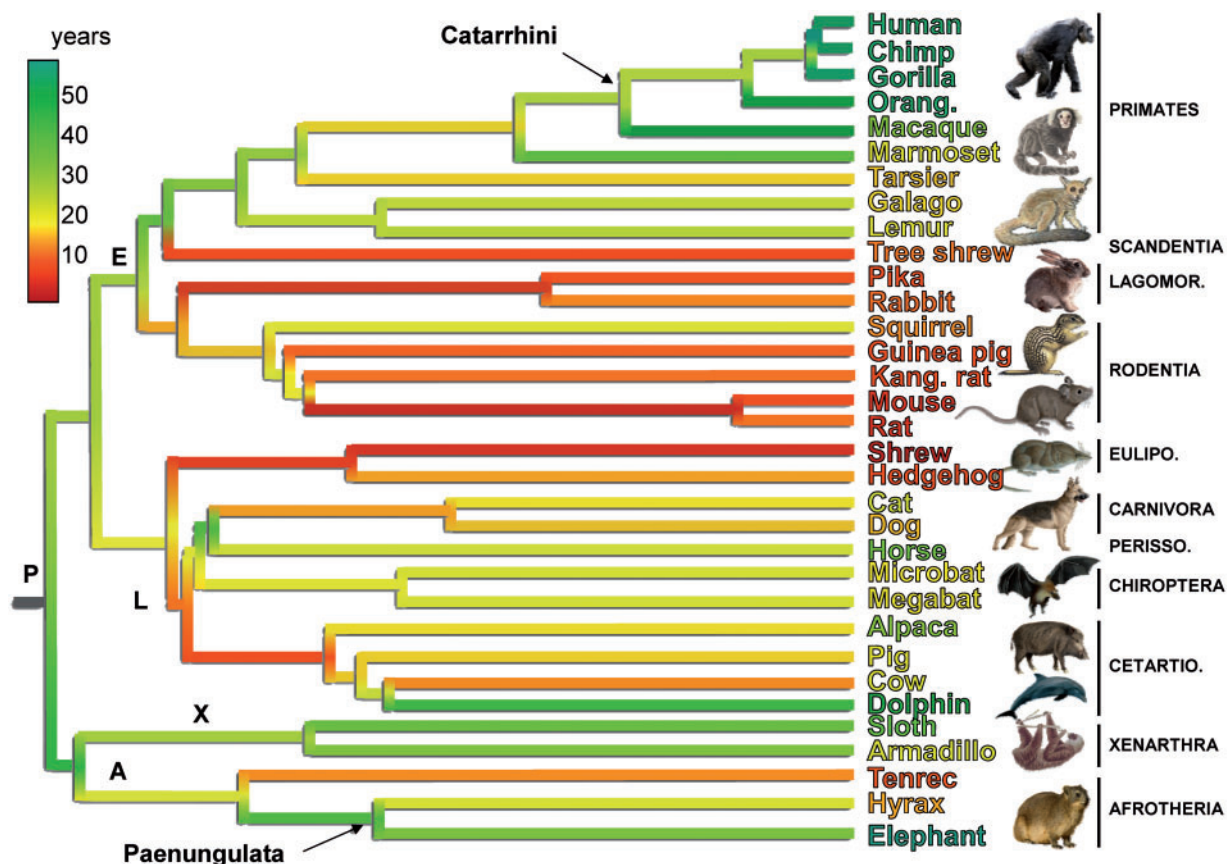 years
50
40
30
20
10
Catarrhini
E
P
L
X
A
Paenungulata
Human
Chimp
Gorilla
Orang.
Macaque
Marmoset
Tarsier
Galago
Lemur
Tree shrew
Pika
Rabbit
Squirrel
Guinea pig
Kang. rat
Mouse
Rat
Shrew
Hedgehog
Cat
Dog
Horse
Microbat
Megabat
Alpaca
Pig
Cow
Dolphin
Sloth
Armadillo
Tenrec
Hyrax
Elephant
PRIMATES
SCANDENTIA
LAGOMOR.
RODENTIA
EULIPO.
CARNIVORA
PERISSO.
CHIROPTERA
CETARTIO.
XENARTHRA
AFROTHERIA